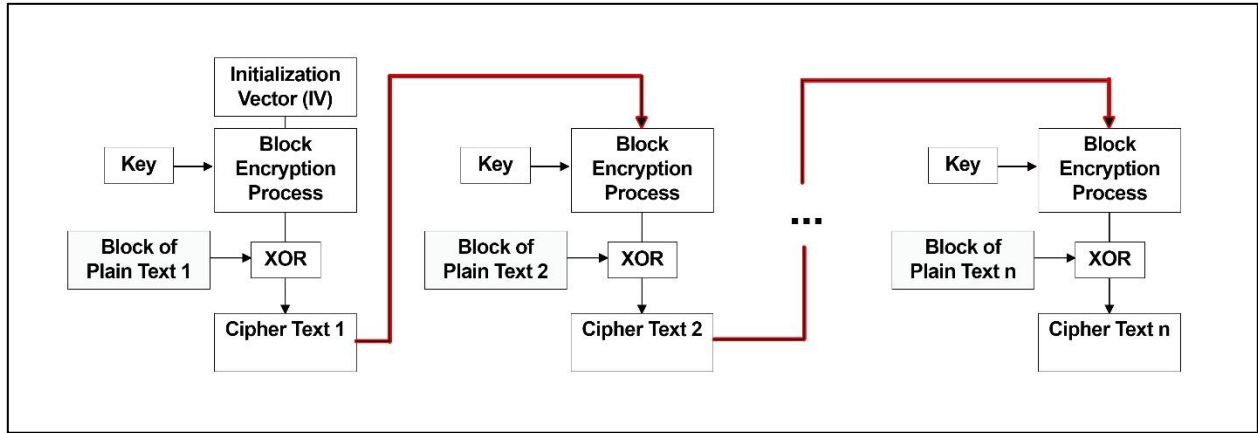 Initialization
Vector (IV)
Key
Block
Encryption
Process
Block of
Plain Text 1
XOR
Cipher Text 1
Key
Block
Encryption
Process
Block of
Plain Text 2
XOR
Cipher Text 2
...
Key
Block
Encryption
Process
Block of
Plain Text n
XOR
Cipher Text n